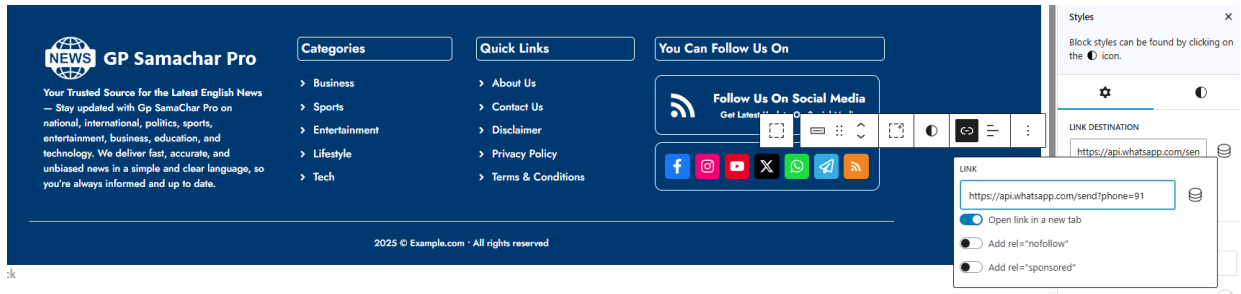 NEWS GP Samachar Pro
Your Trusted Source for the Latest English News
— Stay updated with Gp SamaChar Pro on
national, international, politics, sports,
entertainment, business, education, and
technology. We deliver fast, accurate, and
unbiased news in a simple and clear language, so
you're always informed and up to date.
Categories
Business
Sports
Entertainment
Lifestyle
Tech
Quick Links
About Us
Contact Us
Disclaimer
Privacy Policy
Terms & Conditions
You Can Follow Us On
Follow Us On Social Media
Get Latest
On Social Media
2025 © Example.com · All rights reserved
Styles
Block styles can be found by clicking on
the icon.
LINK DESTINATION
https://api.whatsapp.com/sen
LINK
https://api.whatsapp.com/send?phone=91
Open link in a new tab
Add rel="nofollow"
Add rel="sponsored"
:k